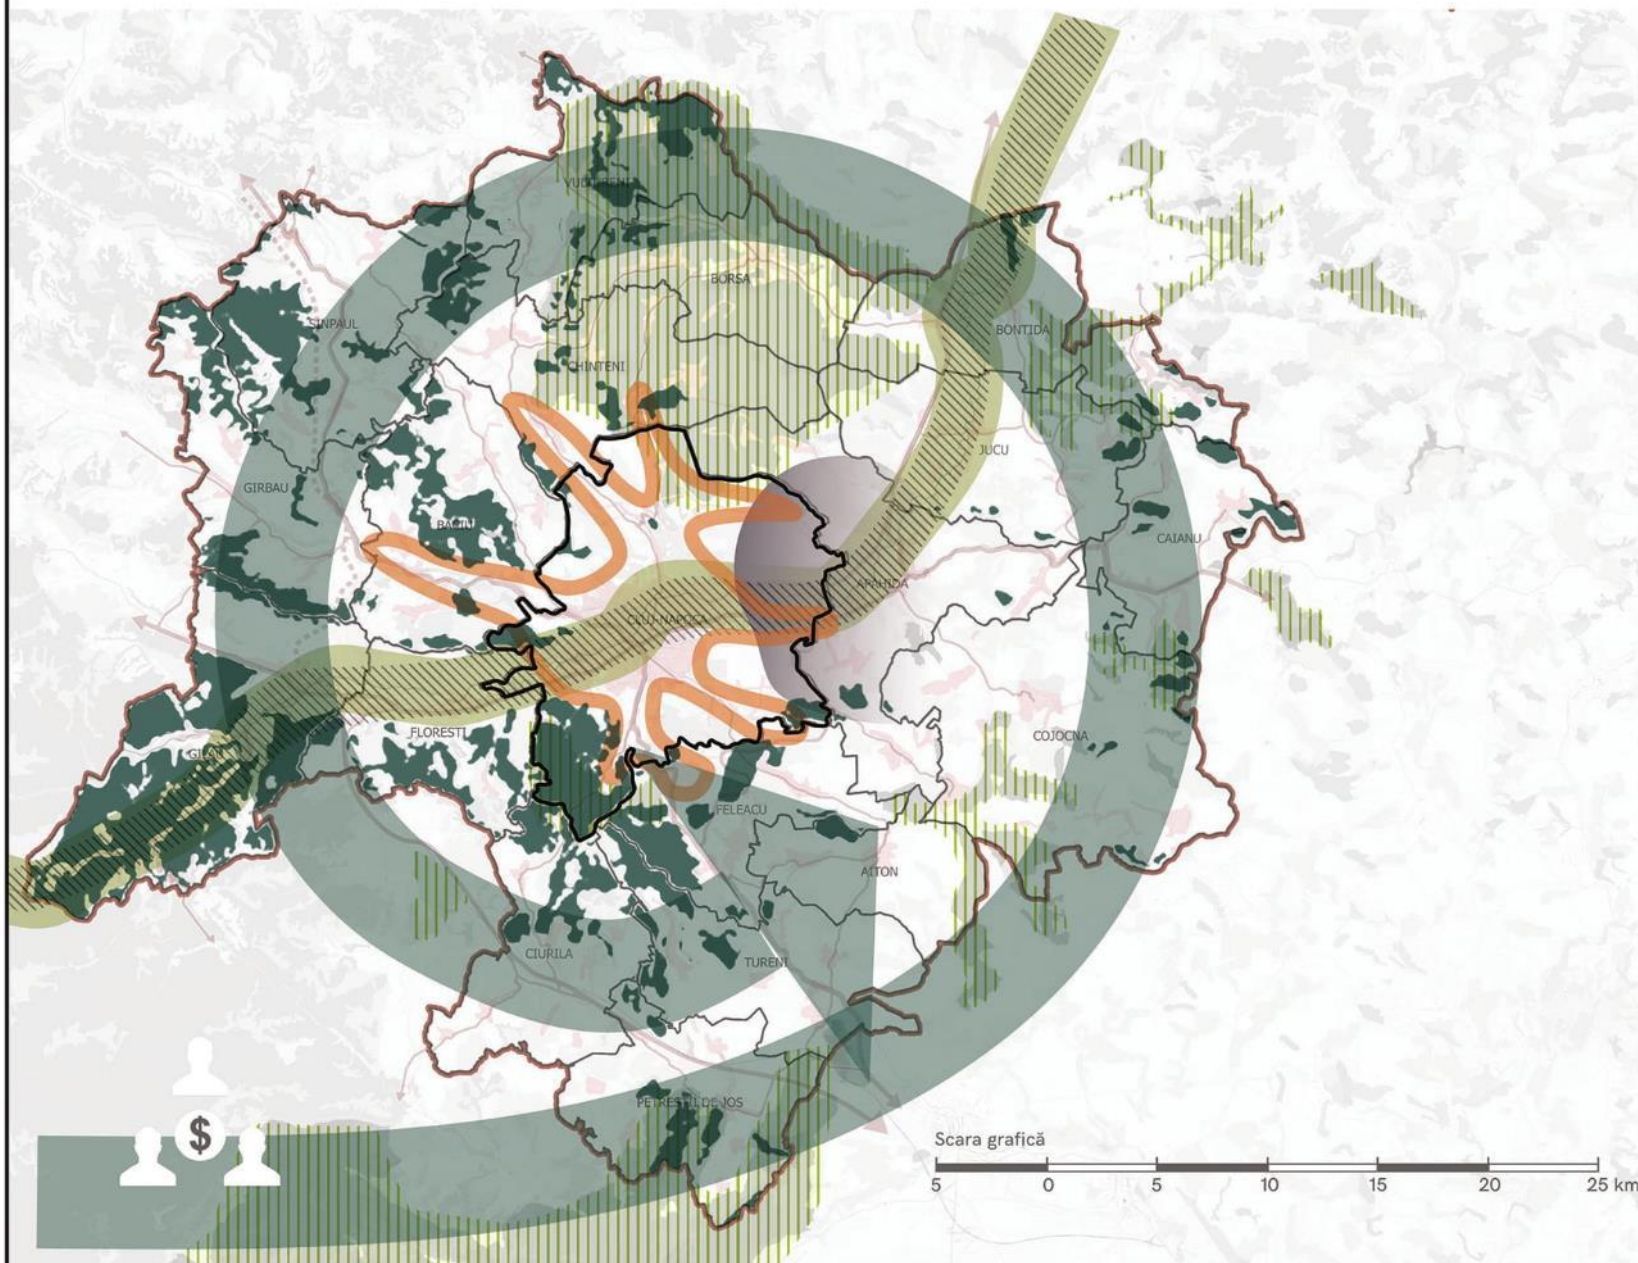 BORSA
SINPAUL
BONTIDA
CHINTENI
JUCU
GIRBAU
BACIU
CAIANU
APAHIDA
CLUJ-NAPOCA
FLORESTI
COJOCNA
FELEACU
AITON
CIURILA
TURENI
PETRESTII DE JOS
$
Scara grafică
5 0 5 10 15 20 25 km